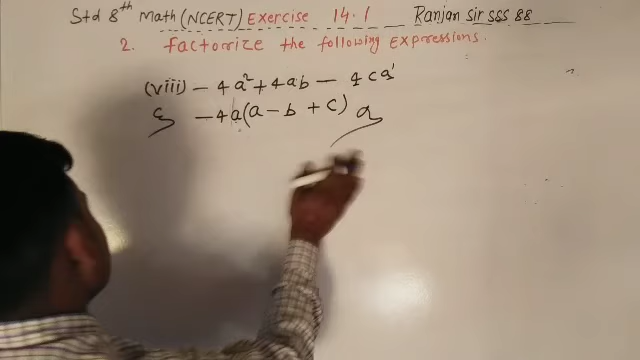 Std 8th Math (NCERT) Exercise 14.1 Ranjan sir sss 88
2. factorize the following expressions.
(viii) - 4a² + 4ab - 4ca
- 4a(a - b + c)